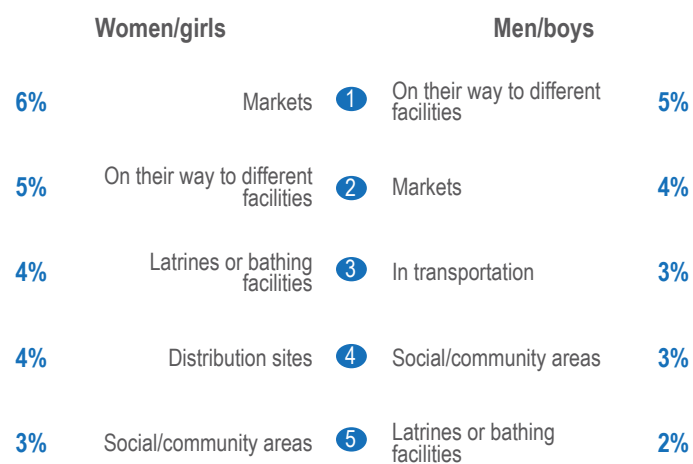 Women/girls Men/boys
6% Markets 1 On their way to different
facilities 5%
5% On their way to different
facilities 2 Markets 4%
4% Latrines or bathing
facilities 3 In transportation 3%
4% Distribution sites 4 Social/community areas 3%
3% Social/community areas 5 Latrines or bathing
facilities 2%